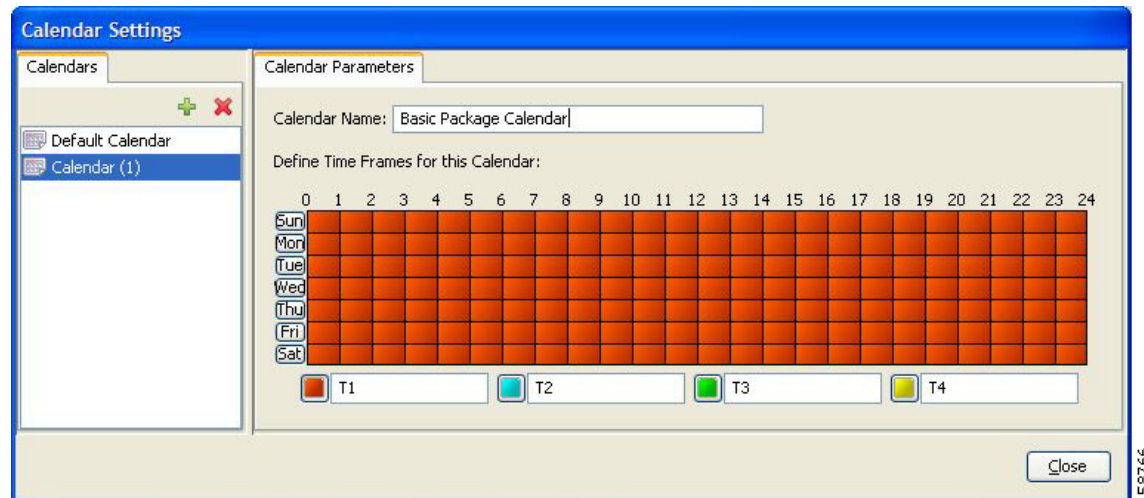 Calendar Settings
Calendars
Calendar Parameters
Calendar Name: Basic Package Calendar
Default Calendar
Calendar (1)
Define Time Frames for this Calendar:
0 1 2 3 4 5 6 7 8 9 10 11 12 13 14 15 16 17 18 19 20 21 22 23 24
Sun
Mon
Tue
Wed
Thu
Fri
Sat
T1 T2 T3 T4
Close